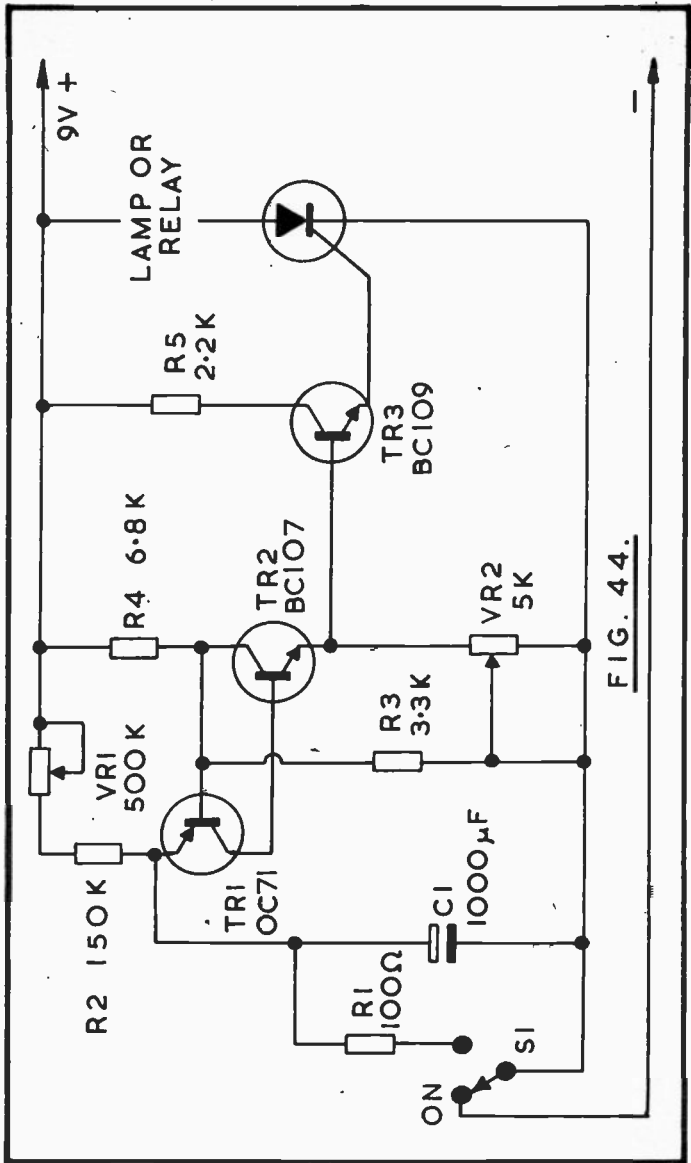 9V +
LAMP OR
RELAY
R5
2·2K
TR3
BC109
R4 6·8K
TR2
BC107
VR2
5K
VR1
500K
R3
3·3K
R2 150K
TR1
OC71
C1
1000µF
R1
100Ω
ON
S1
−
FIG. 44.